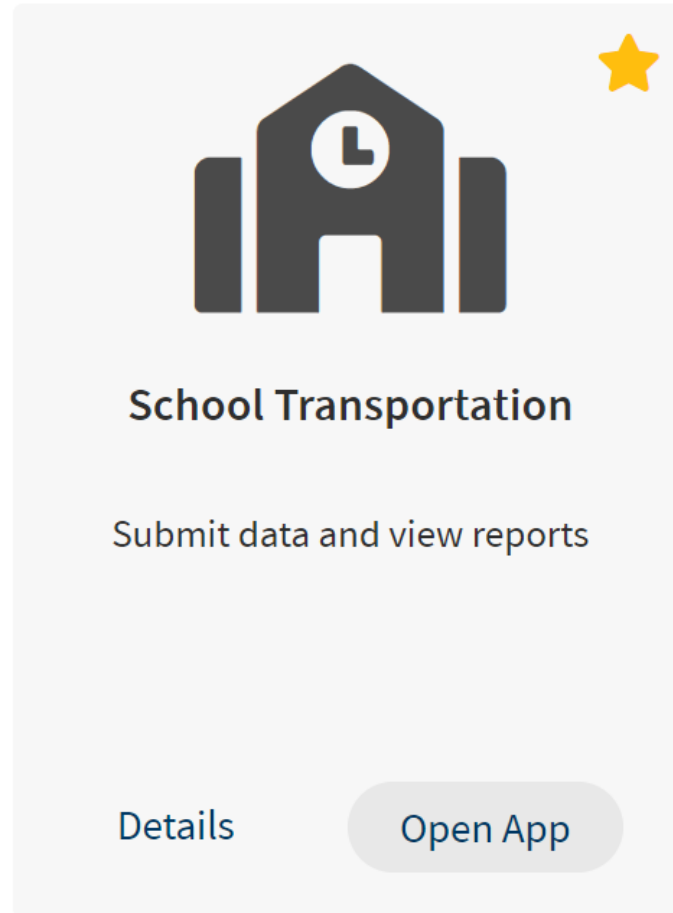 School Transportation
Submit data and view reports
Details
Open App